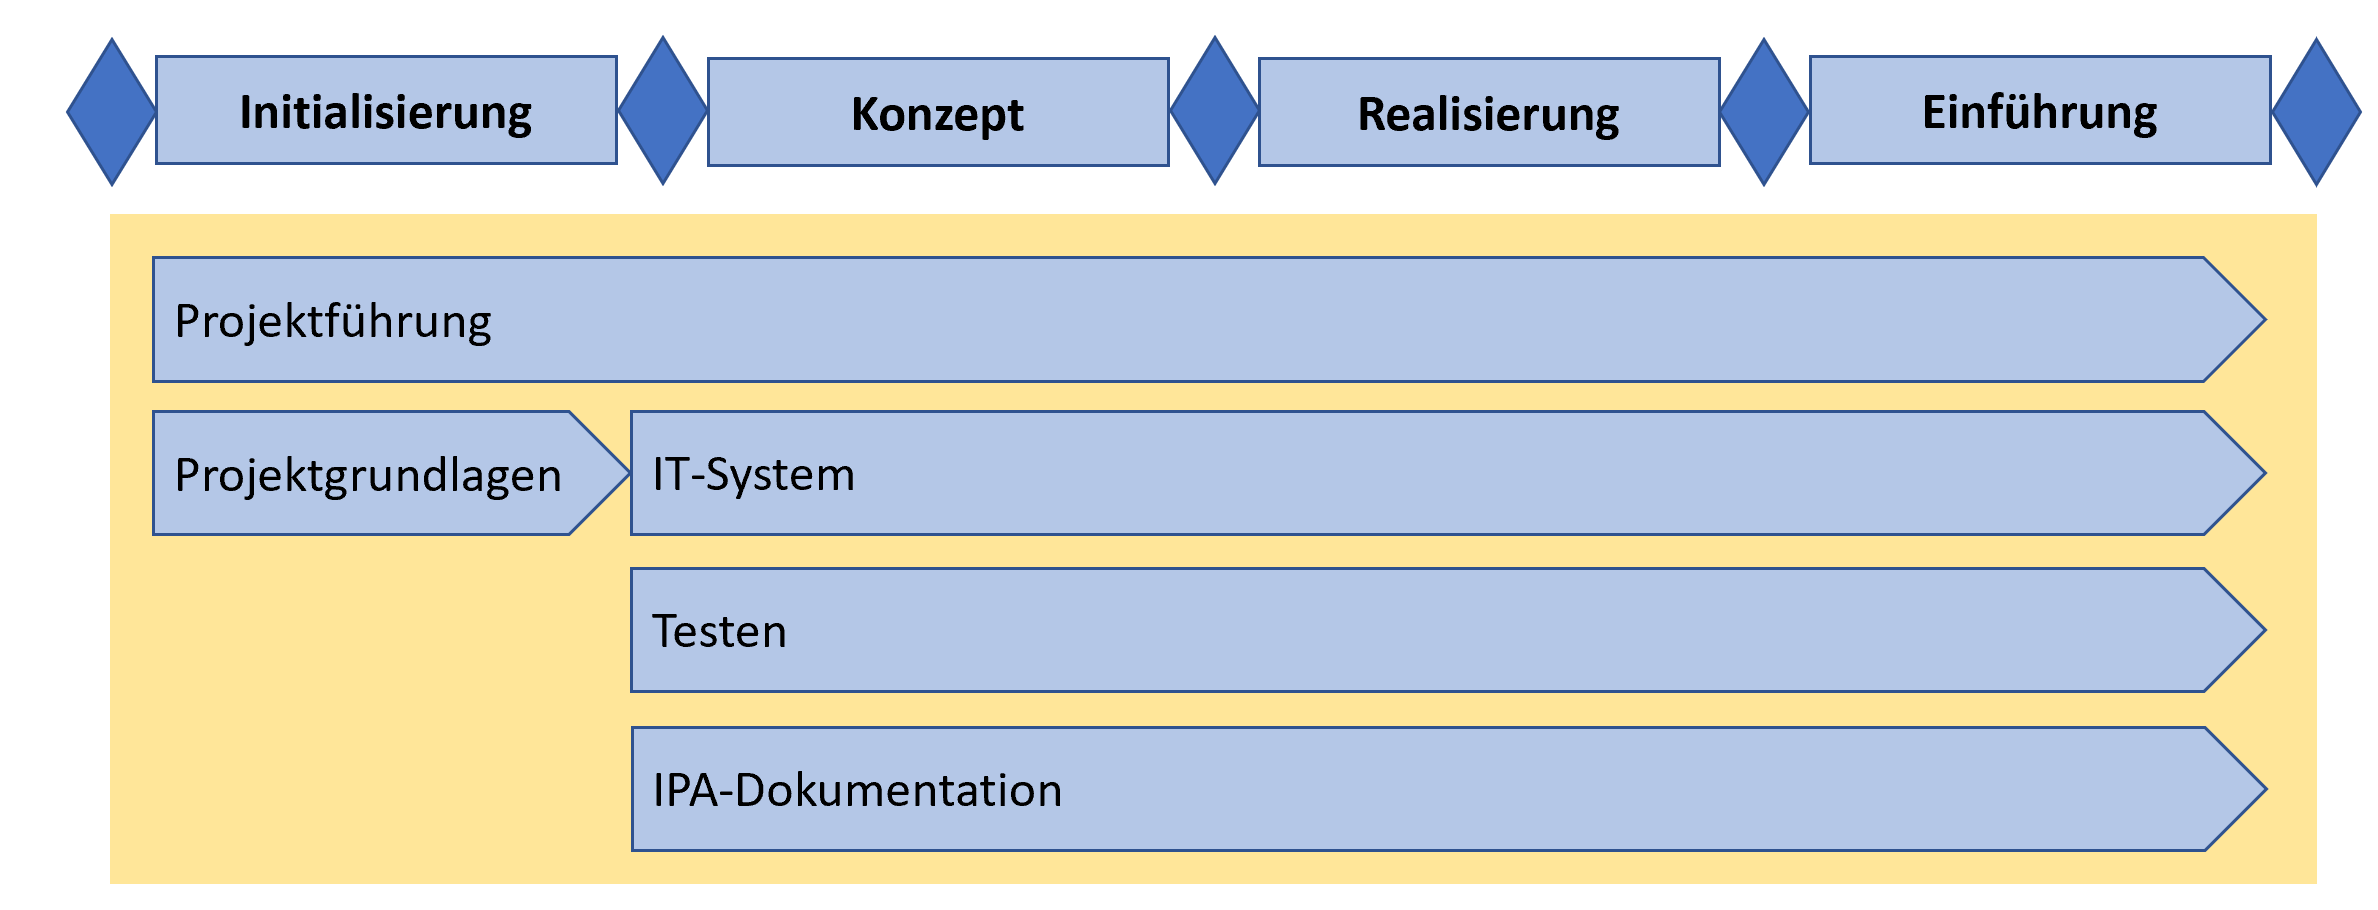 Initialisierung
Konzept
Realisierung
Einführung
Projektführung
Projektgrundlagen
IT-System
Testen
IPA-Dokumentation